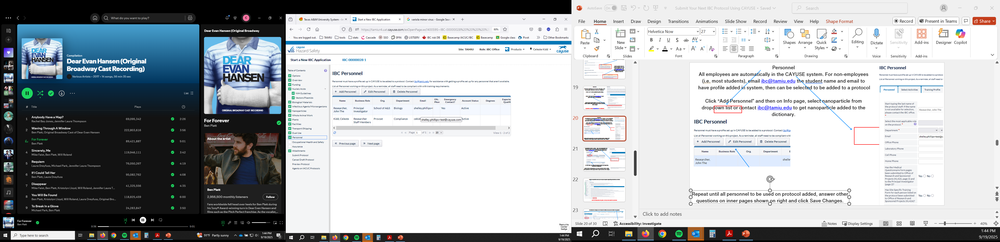 What do you want to play?
C
DEAR
EVAN
HANSEN
ORIGINAL BROADWAY CAST RECORDING
Compilation
Dear Evan Hansen (Original
Broadway Cast Recording)
Various Artists • 2017 • 14 songs, 56 min 35 sec
List
# Title Plays
1 Anybody Have a Map? 69,095,342 2:26
Rachel Bay Jones, Jennifer Laura Thompson
2 Waving Through A Window 222,803,616 3:56
Ben Platt, Original Broadway Cast of Dear Evan Hansen
For Forever 89,421,887 5:01
Ben Platt
4 Sincerely, Me 119,946,111 3:42
Mike Faist, Ben Platt, Will Roland
5 Requiem 76,050,267 4:19
Laura Dreyfuss, Michael Park, Jennifer Laura Thompson
6 If I Could Tell Her 95,082,762 4:08
Ben Platt, Laura Dreyfuss
7 Disappear 41,325,556 4:35
Mike Faist, Ben Platt, Kristolyn Lloyd, Will Roland, Jennifer Laura T...
8 You Will Be Found 118,825,459 6:00
Ben Platt, Kristolyn Lloyd, Will Roland, Laura Dreyfuss, Original Bro...
9 To Break In a Glove 24,283,847 3:50
Michael Park, Ben Platt
Dear Evan Hansen (Original Broadway
DEAR
EVAN
HANSEN
ORIGINAL BROADWAY CAST RECORDING
For Forever
Ben Platt
About the artist
Ben Platt
2,956,500 monthly listeners
Follow
Fans worldwide fell head over heels for Ben Platt during
his Tony® Award-winning turn in Dear Evan Hansen and
films such as the Pitch Perfect franchise. As the vocalist,...
For Forever
Ben Platt
0:36 5:01
Type here to search
91°F Partly sunny
1:44 PM
9/19/2025
Texas A&M University System - In
Start a New IBC Application
variola minor virus - Google Sear
https://tamiur4.uat.cayuse.com/esOpenPage.wc?400595~IBC-00000028%20%20%20%20%2
80%
You are logged out. TAMIU tools stats Cascade SSO SPIN LISTSERV IBC risk DB Basecamp IACUC/IBC Basecamp Google class Pivot Other Bookmarks
cayuse
Hazard Safety
Site: TAMIU Role: IBC Office Products Celeste Kidd cayuse
Start a New IBC Application IBC-00000028 1
Table of Contents
Options
Overview
Funding
Nucleic Acids
NIH Guidelines
Vectors/Plasmids
Biological Materials
Infectious Agents/Microorganisms
Nanoparticles
Whole Animal Work
Plants
Facilities
Transport/Shipping
Dual Use
Personnel
Occupational Health and Safety
Assurance
Attachments
Submit Protocol
Cancel Draft Protocol
Preview Protocol
Agents on IACUC Protocols
IBC Personnel
Personnel must have a profile set up in CAYUSE to be added to a protocol. Contact ibc@tamiu.edu for assistance with getting a profile set up for any personnel that aren't available.
List all Personnel working on this project. As a reminder, all staff need to be compliant with with training requirements.
+ Add Personnel Edit Personnel Delete Personnel
Name Business Role Org. Department Email Ofc. Phor Emergency Contact? Account Status Degrees Experie Qualifi
Researcher, John The Principal Investigator School of A&S Biology shelley.phillips+t Yes Active
Kidd, Celeste Researcher Staff Members Provost Compliance cekid Active
shelley.phillips+test@cayuse.com
Page 1 of 1 20 View 1 - 2 of 2
Previous page Next page
Resource
Center
badge
1:44 PM
9/19/2025
AutoSave On Submit Your Next IBC Protocol Using CAYUSE • Saved Search
File Home Insert Draw Design Transitions Animations Slide Show Record Review View Help Shape Format Record Present in Teams Share
Paste
Clipboard
New
Slide
Slides
Helvetica Now 27
B I U S ab AV
A Aa A A
Font
Paragraph
Shapes Arrange Quick
Styles
Drawing
Editing
Dictate
Voice
Sensitivity
Sensitivity
Add-ins
Add-ins
Designer Copilot
19
20
21
22
23
Personnel
All employees are automatically in the CAYUSE system. For non-employees
(i.e. most students), email ibc@tamiu.edu the student name and email to
have profile added in system, then can be selected to be added to a protocol
Click “Add Personnel” and then on Info page, select nanoparticle from
dropdown list or contact ibc@tamiu.edu to get nanoparticle added to the
dictionary.
IBC Personnel
Personnel must have a profile set up in CAYUSE to be added to a protocol. Contact ibc@ta
List all Personnel working on this project. As a reminder, all staff need to be compliant with
+ Add Personnel Edit Personnel Delete Personnel
Name Business Role Org. Department E
Researcher, John The shelle
Repeat until all personnel to be used on protocol added, answer other
questions on inner pages shown on right and click Save Changes.
IBC Personnel
Personnel must have a profile set up in CAYUSE to be added to a protoco
List all Personnel working on this project. As a reminder, all staff need to
Personnel Select Activities Training Profile
Start typing the last name of
the protocol staff. If the name
is not available for selection,
please contact the IBC office.
*
Researcher, John The
Select the most applicable role
on the protocol. *
Department *
Email shelley.phillips+test@c
Office Phone
Laboratory Phone
Cell Phone
Home Phone
Has the Medical
Questionnaire form pages
been submitted to Office of
Research and Sponsored
Projects (KL426, page 3) and
to the Principal Investigator
(page 2)?
Yes No
Has Site Specific Training
Form for each person listed on
the protocol been submitted
to Office of Research and
Sponsored Projects (KL426)?
Yes No
Click to add notes
Slide 20 of 30 Accessibility: Investigate Notes Display Settings 40%
1:44 PM
9/19/2025